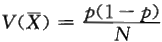 V(X̄) = p(1 − p) / N